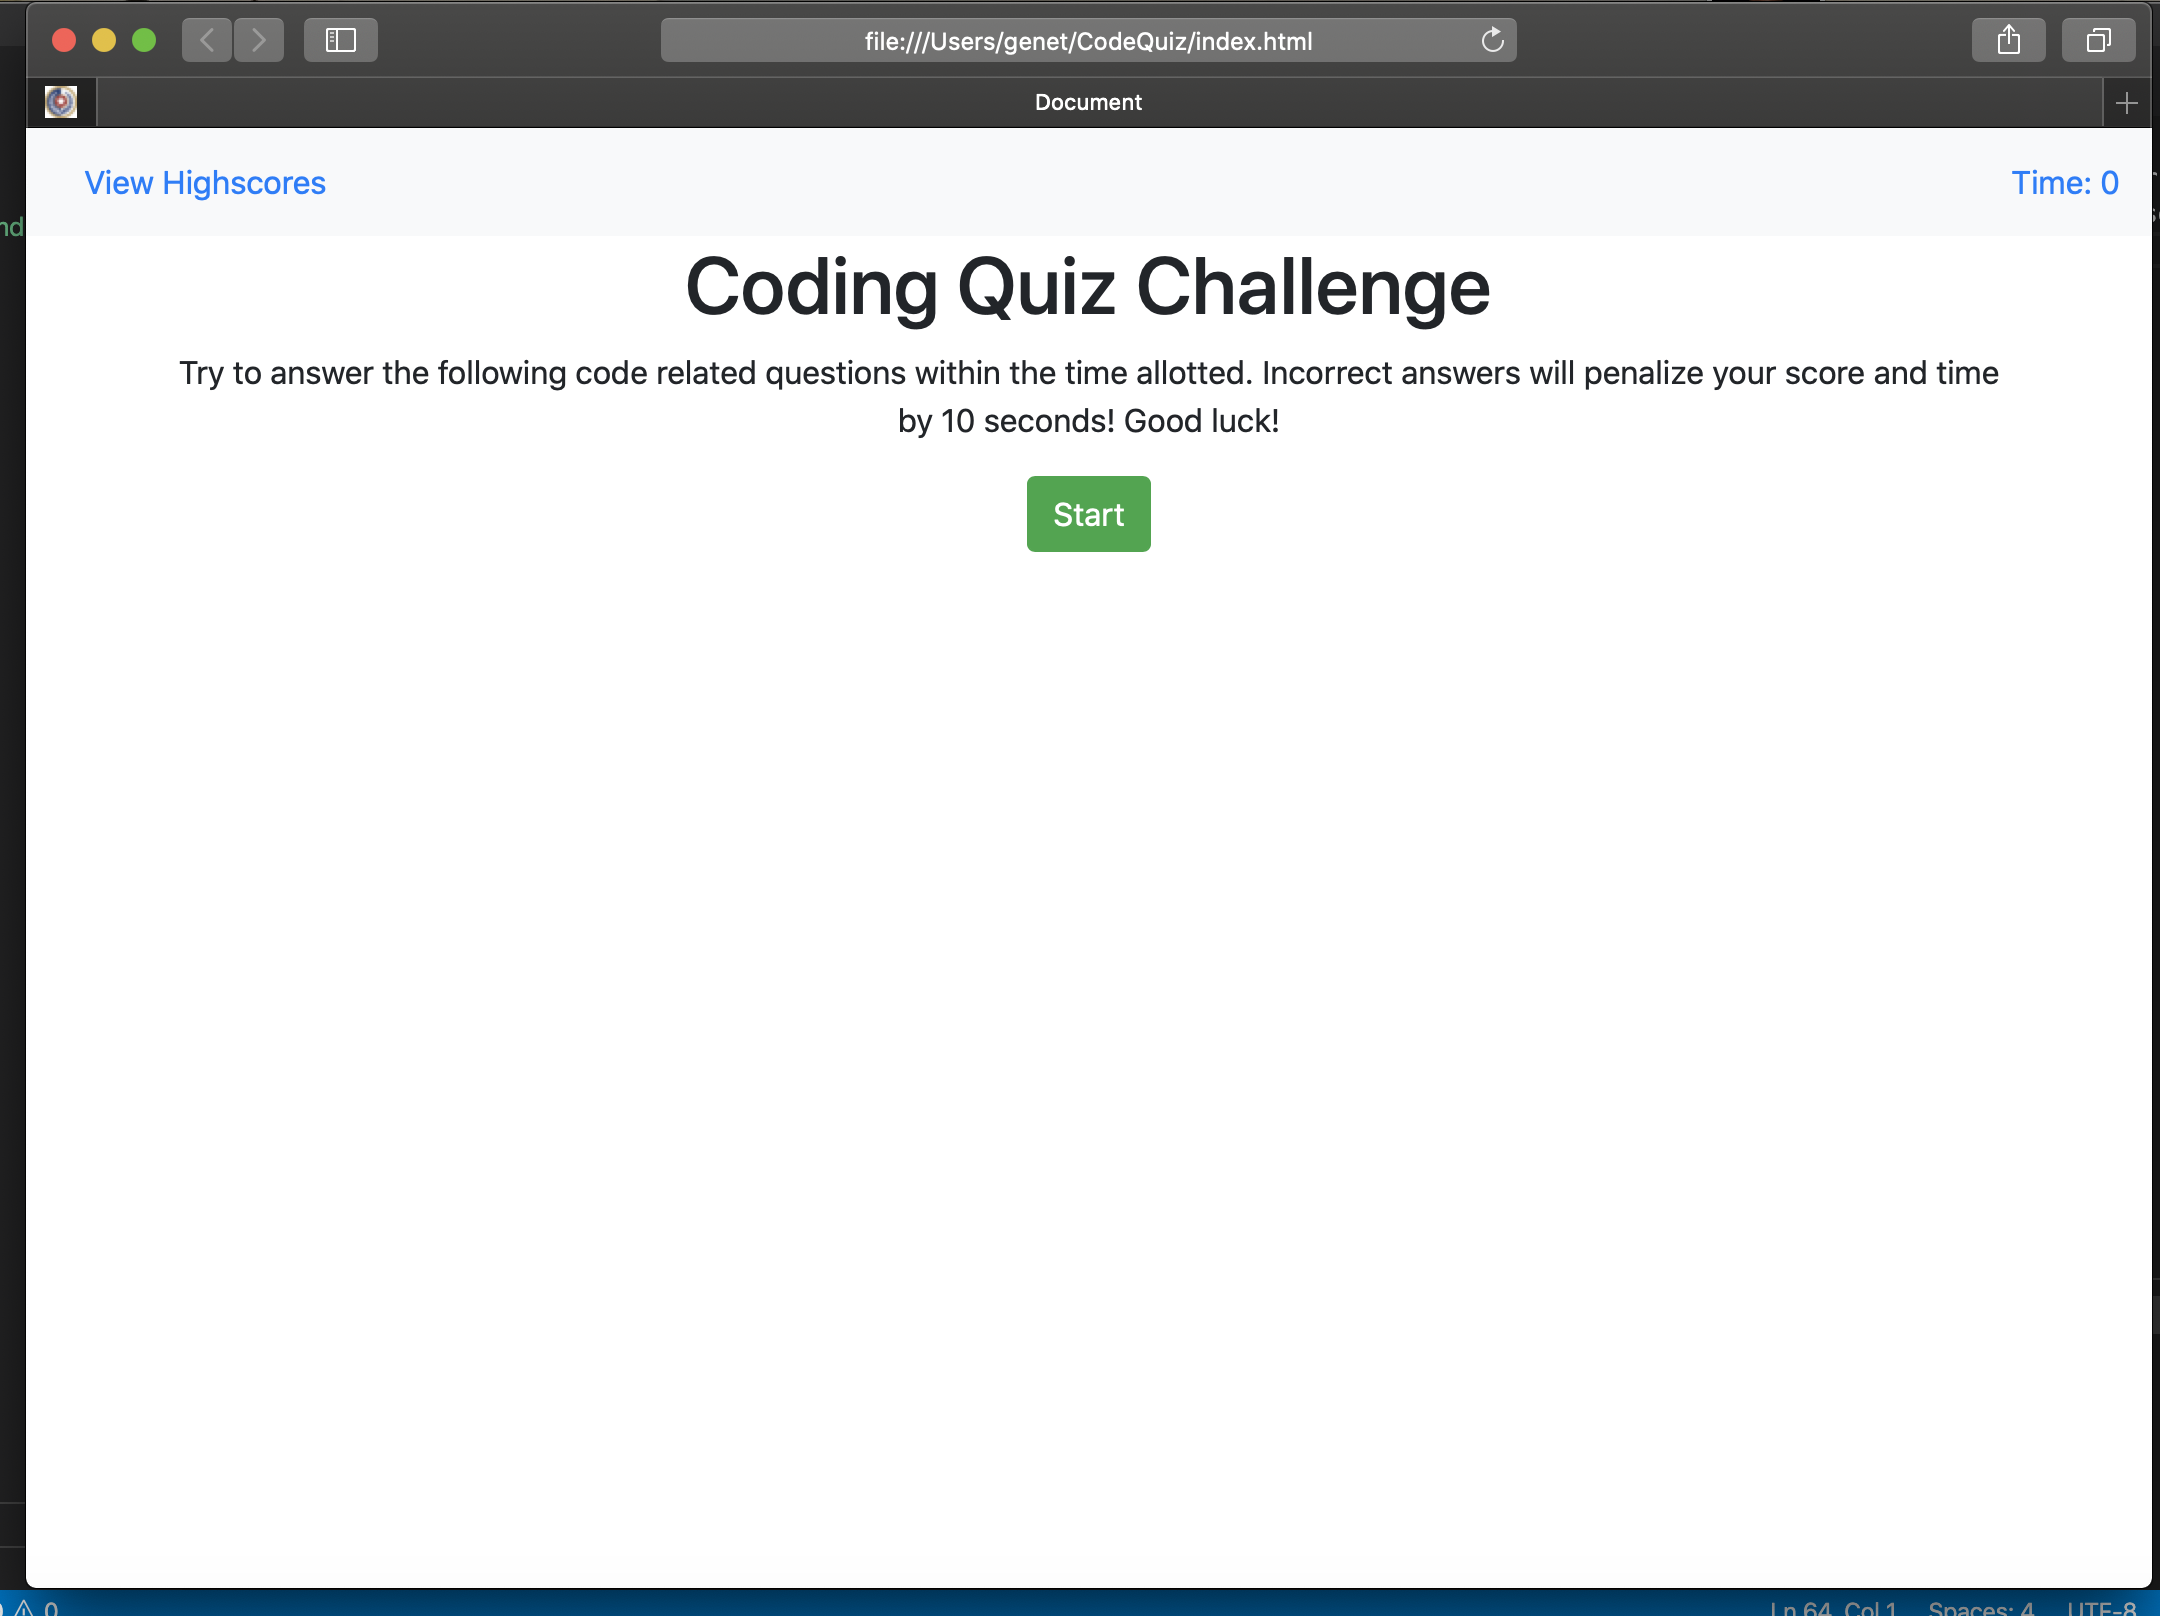 file:///Users/genet/CodeQuiz/index.html
Document
View Highscores
Time: 0
Coding Quiz Challenge
Try to answer the following code related questions within the time allotted. Incorrect answers will penalize your score and time
by 10 seconds! Good luck!
Start
nd
0
Ln 64, Col 1
Spaces: 4
UTF-8